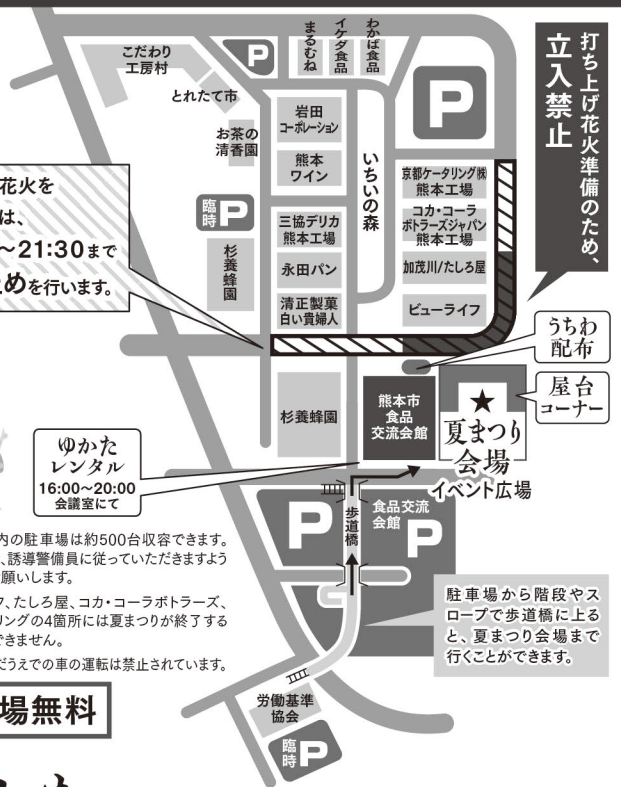 こだわり
工房村
とれたて市
お茶の
清香園
P
まるむね
イケダ食品
わかば食品
P
打ち上げ花火準備のため、
立入禁止
岩田
コーポレーション
熊本
ワイン
いちいの森
京都ケータリング㈱
熊本工場
コカ・コーラ
ボトラーズジャパン
熊本工場
加茂川/たしろ屋
ビューライフ
花火を
は、
～21:30まで
止めを行います。
臨時
P
杉養蜂園
三協デリカ
熊本工場
永田パン
清正製菓
白い貴婦人
うちわ
配布
屋台
コーナー
杉養蜂園
熊本市
食品
交流会館
★
夏まつり
会場
イベント広場
ゆかた
レンタル
16:00～20:00
会議室にて
P
歩道橋
食品交流
会館
P
内の駐車場は約500台収容できます。
、誘導警備員に従っていただきますよう
願いします。
フ、たしろ屋、コカ・コーラボトラーズ、
リングの4箇所には夏まつりが終了する
できません。
だうえでの車の運転は禁止されています。
駐車場から階段やス
ロープで歩道橋に上る
と、夏まつり会場まで
行くことができます。
場無料
労働基準
協会
臨時
P